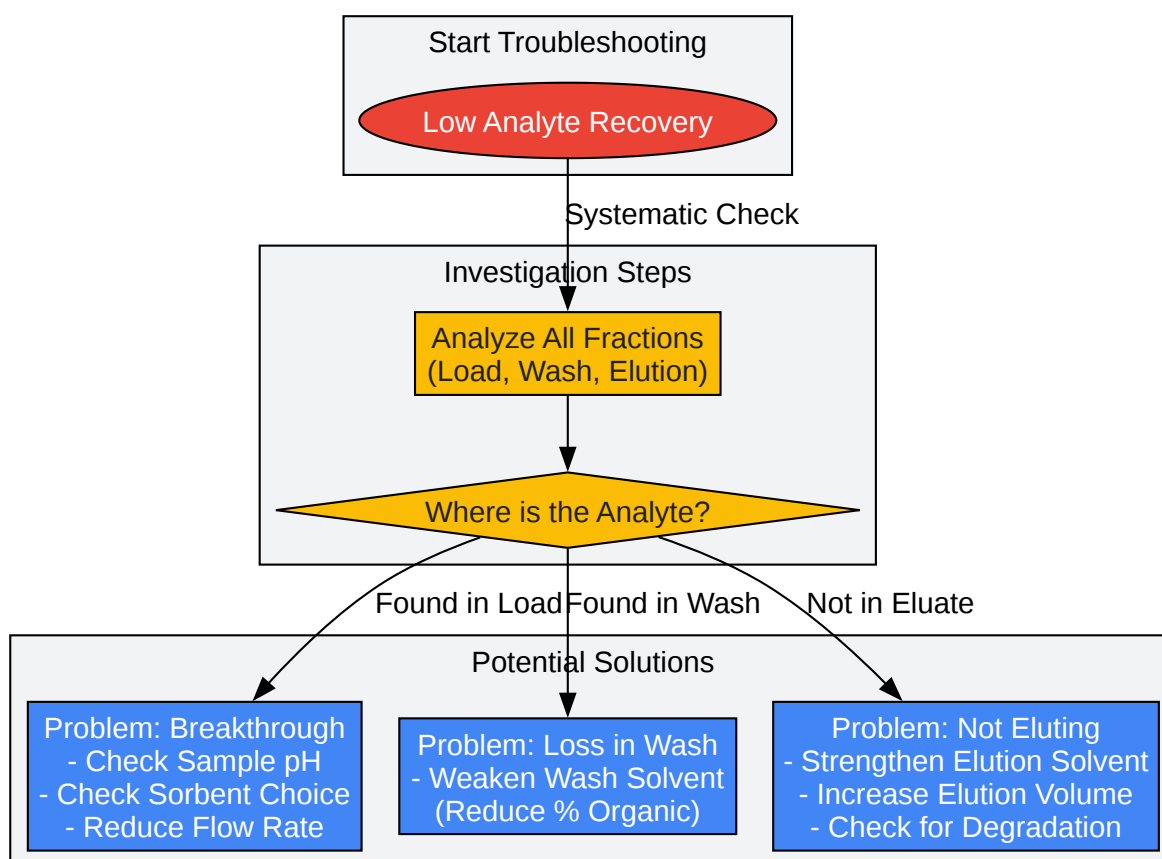 Start Troubleshooting
Low Analyte Recovery
Systematic Check
Investigation Steps
Analyze All Fractions
(Load, Wash, Elution)
Where is the Analyte?
Found in Load
Found in Wash
Not in Eluate
Potential Solutions
Problem: Breakthrough
- Check Sample pH
- Check Sorbent Choice
- Reduce Flow Rate
Problem: Loss in Wash
- Weaken Wash Solvent
(Reduce % Organic)
Problem: Not Eluting
- Strengthen Elution Solvent
- Increase Elution Volume
- Check for Degradation